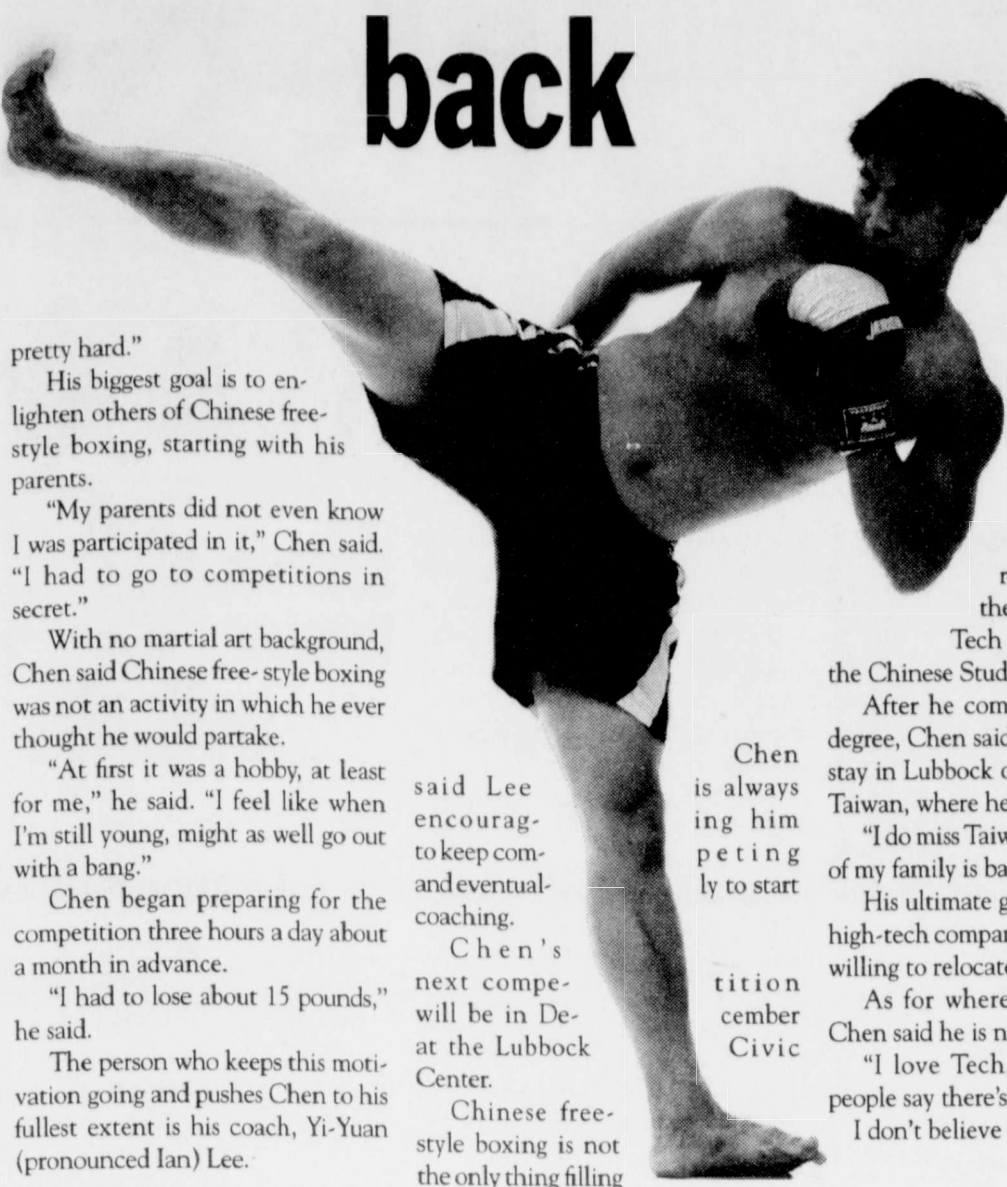 back
pretty hard.”
His biggest goal is to en-
lighten others of Chinese free-
style boxing, starting with his
parents.
“My parents did not even know
I was participated in it,” Chen said.
“I had to go to competitions in
secret.”
With no martial art background,
Chen said Chinese free- style boxing
was not an activity in which he ever
thought he would partake.
“At first it was a hobby, at least
for me,” he said. “I feel like when
I'm still young, might as well go out
with a bang.”
Chen began preparing for the
competition three hours a day about
a month in advance.
“I had to lose about 15 pounds,”
he said.
The person who keeps this moti-
vation going and pushes Chen to his
fullest extent is his coach, Yi-Yuan
(pronounced Ian) Lee.
Chen
said Lee is always
encourag- ing him
to keep com- peting
and eventual- ly to start
coaching.
Chen's
next compe- tition
will be in De- cember
at the Lubbock Civic
Center.
Chinese free-
style boxing is not
the only thing filling
the
Tech
the Chinese Stud
After he com
degree, Chen said
stay in Lubbock o
Taiwan, where he
“I do miss Taiw
of my family is ba
His ultimate g
high-tech compan
willing to relocate
As for where
Chen said he is n
“I love Tech.
people say there's
I don't believe